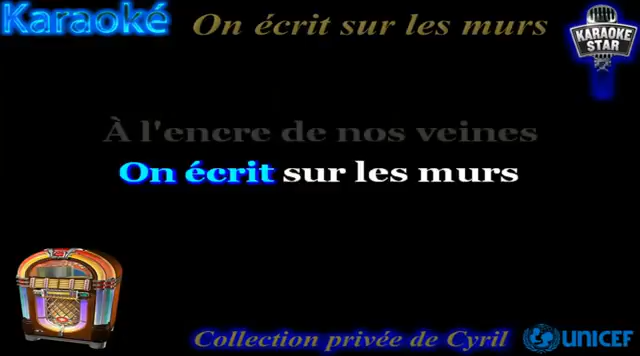 Karaoké
On écrit sur les murs
KARAOKE
STAR
À l'encre de nos veines
On écrit sur les murs
Collection privée de Cyril
UNICEF